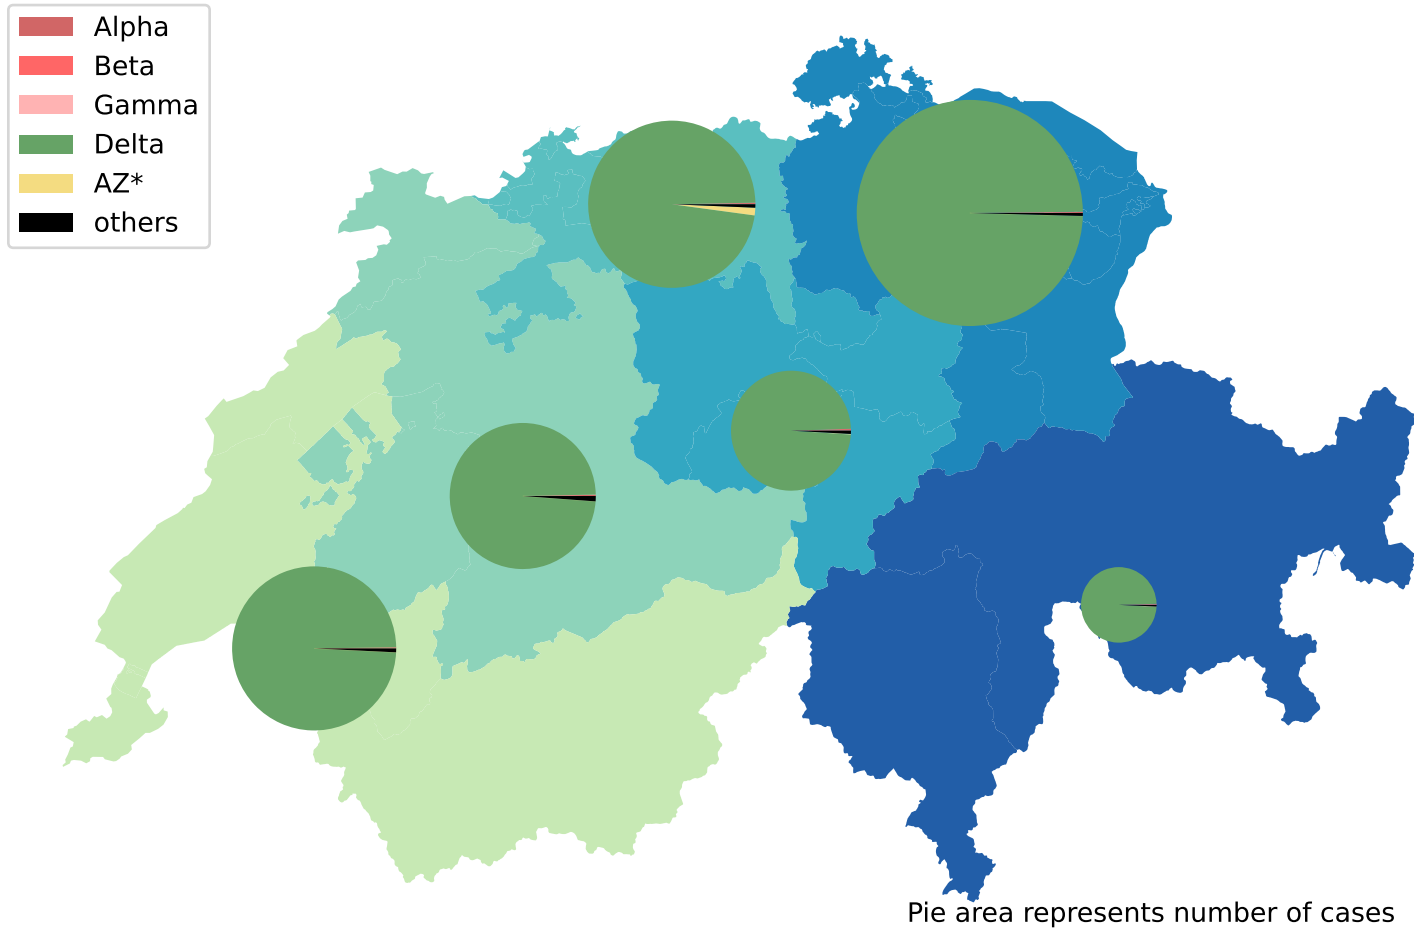 Alpha
Beta
Gamma
Delta
AZ*
others
Pie area represents number of cases